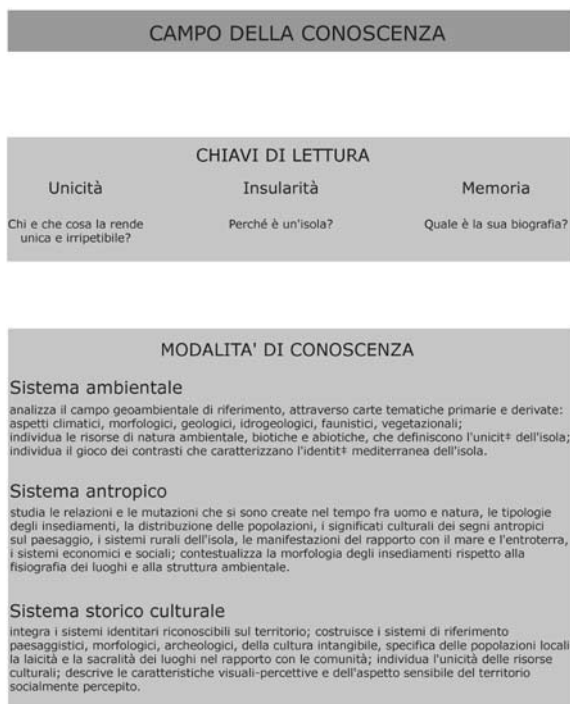 CAMPO DELLA CONOSCENZA
CHIAVI DI LETTURA
Unicità
Chi e che cosa la rende
unica e irripetibile?
Insularità
Perché è un'isola?
Memoria
Quale è la sua biografia?
MODALITA' DI CONOSCENZA
Sistema ambientale
analizza il campo geoambientale di riferimento, attraverso carte tematiche primarie e derivate:
aspetti climatici, morfologici, geologici, idrogeologici, faunistici, vegetazionali;
individua le risorse di natura ambientale, biotiche e abiotiche, che definiscono l'unicit‡ dell'isola;
individua il gioco dei contrasti che caratterizzano l'identit‡ mediterranea dell'isola.
Sistema antropico
studia le relazioni e le mutazioni che si sono create nel tempo fra uomo e natura, le tipologie
degli insediamenti, la distribuzione delle popolazioni, i significati culturali dei segni antropici
sul paesaggio, i sistemi rurali dell'isola, le manifestazioni del rapporto con il mare e l'entroterra,
i sistemi economici e sociali; contestualizza la morfologia degli insediamenti rispetto alla
fisiografia dei luoghi e alla struttura ambientale.
Sistema storico culturale
integra i sistemi identitari riconoscibili sul territorio; costruisce i sistemi di riferimento
paesaggistici, morfologici, archeologici, della cultura intangibile, specifica delle popolazioni locali
la laicità e la sacralità dei luoghi nel rapporto con le comunità; individua l'unicità delle risorse
culturali; descrive le caratteristiche visuali-percettive e dell'aspetto sensibile del territorio
socialmente percepito.